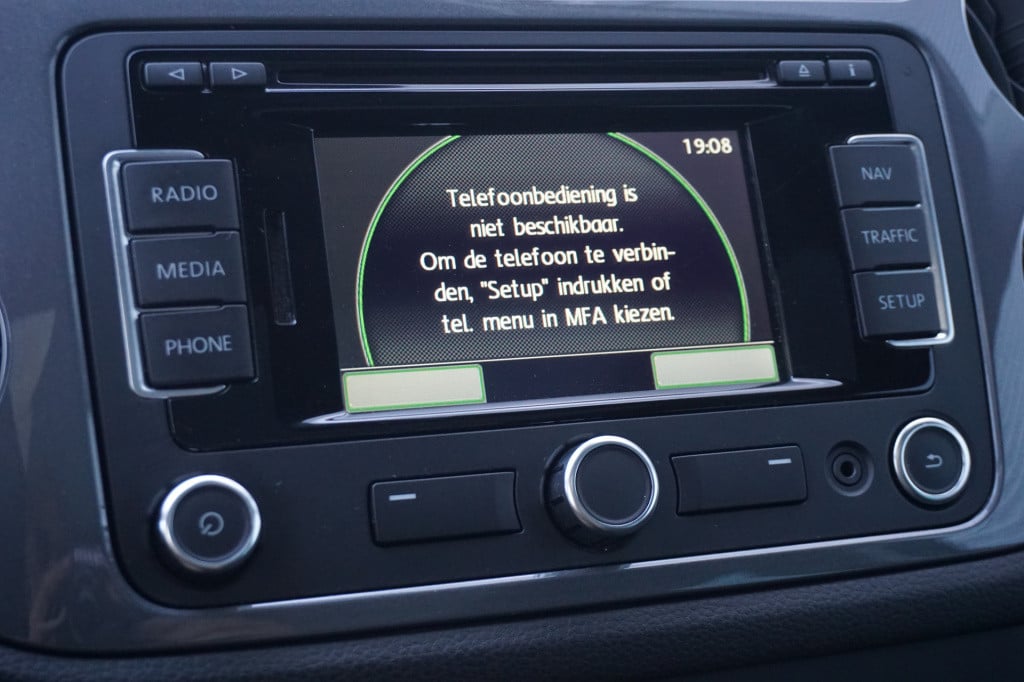 19:08
Telefoonbediening is
niet beschikbaar.
Om de telefoon te verbin-
den, "Setup" indrukken of
tel. menu in MFA kiezen.
RADIO
MEDIA
PHONE
NAV
TRAFFIC
SETUP
i